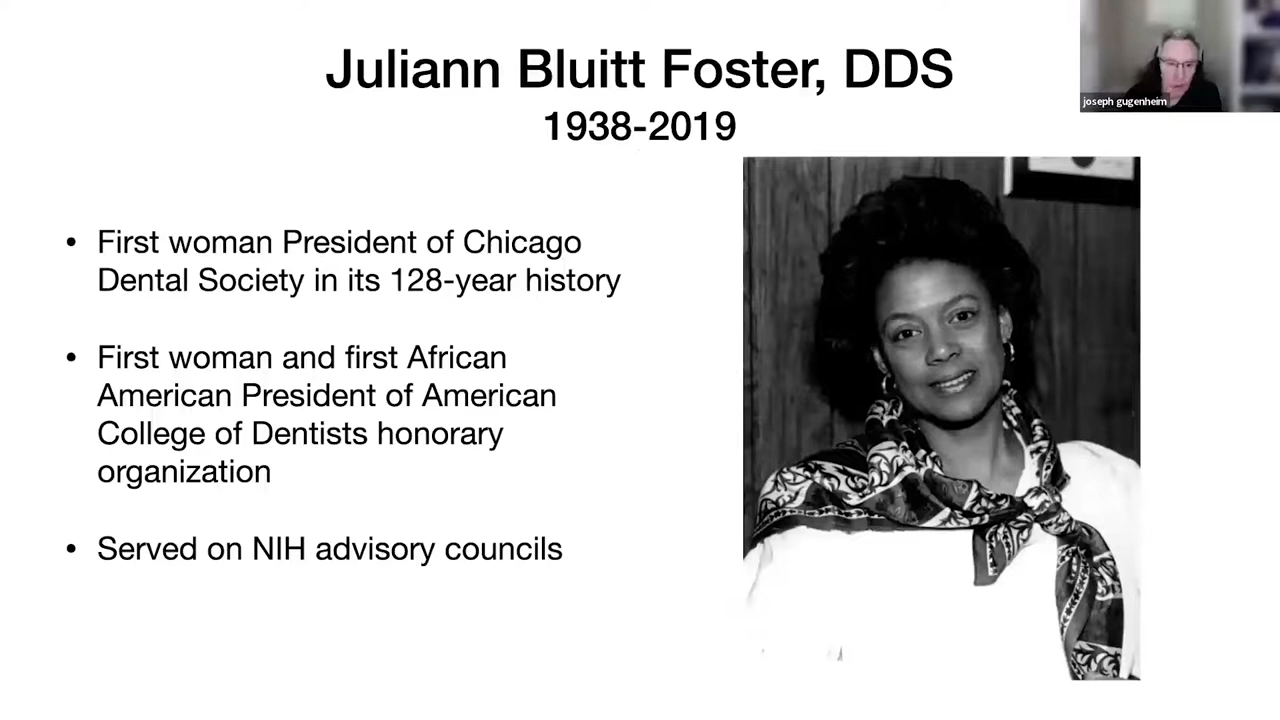 Juliann Bluitt Foster, DDS
1938-2019
joseph gugenheim
• First woman President of Chicago
Dental Society in its 128-year history
• First woman and first African
American President of American
College of Dentists honorary
organization
• Served on NIH advisory councils